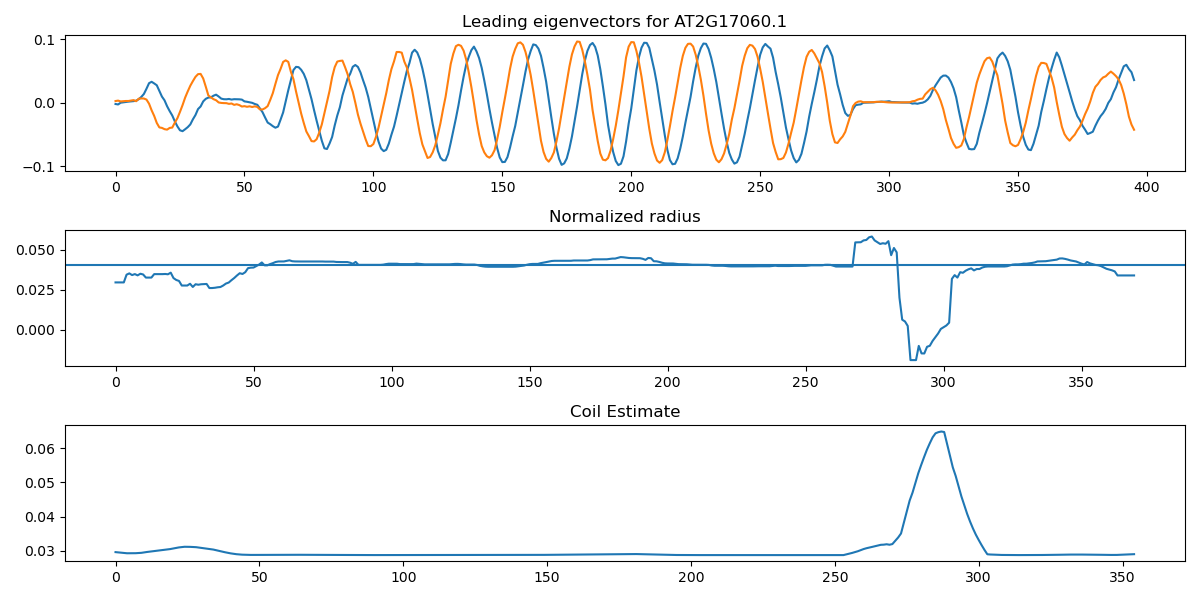 Leading eigenvectors for AT2G17060.1
0.1
0.0
−0.1
0 50 100 150 200 250 300 350 400
Normalized radius
0.050
0.025
0.000
0 50 100 150 200 250 300 350
Coil Estimate
0.06
0.05
0.04
0.03
0 50 100 150 200 250 300 350